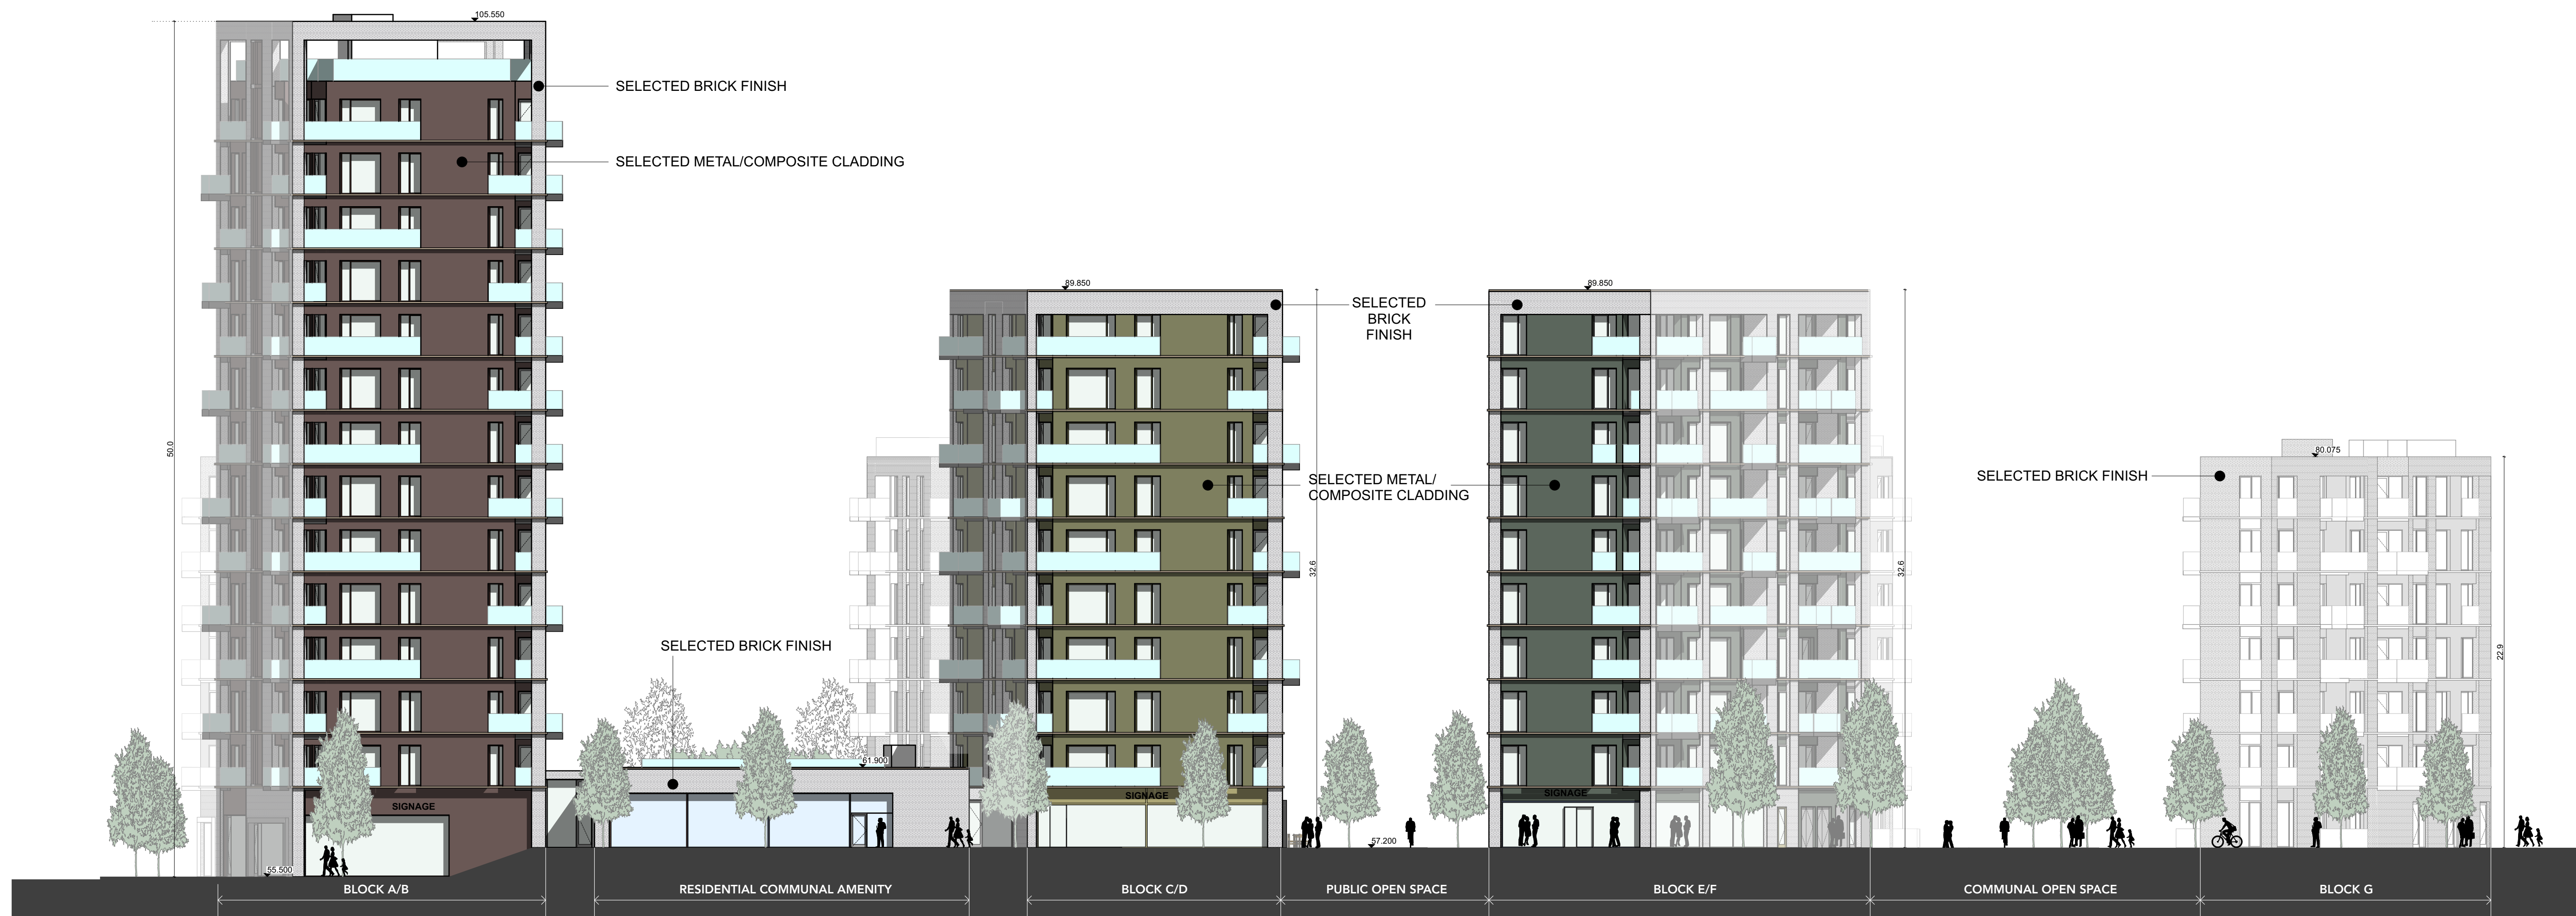 105.550
SELECTED BRICK FINISH
SELECTED METAL/COMPOSITE CLADDING
50.0
89.850
SELECTED
BRICK
FINISH
89.850
80.075
SELECTED BRICK FINISH
SELECTED METAL/
COMPOSITE CLADDING
32.6
32.6
22.9
SELECTED BRICK FINISH
61.900
SIGNAGE
SIGNAGE
SIGNAGE
57.200
55.500
BLOCK A/B
RESIDENTIAL COMMUNAL AMENITY
BLOCK C/D
PUBLIC OPEN SPACE
BLOCK E/F
COMMUNAL OPEN SPACE
BLOCK G